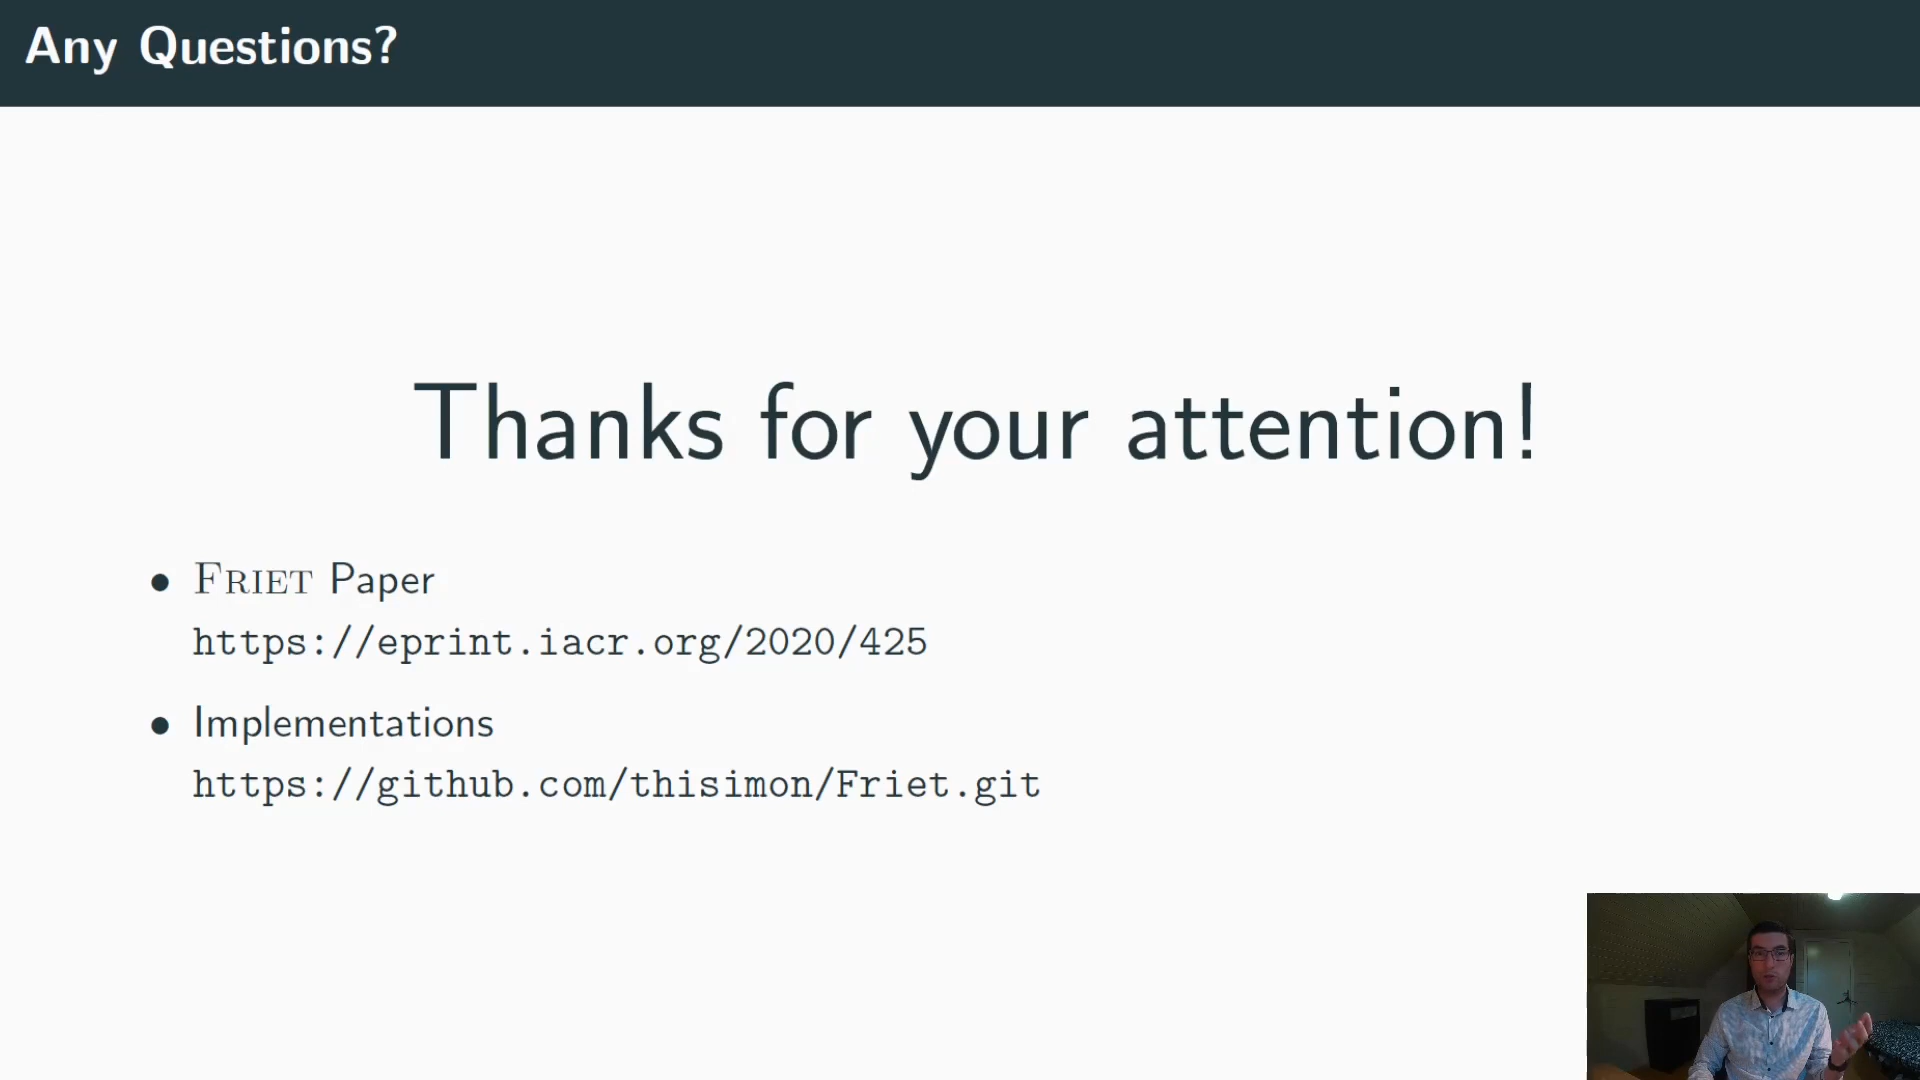 Any Questions?
Thanks for your attention!
• Friet Paper
https://eprint.iacr.org/2020/425
• Implementations
https://github.com/thisimon/Friet.git